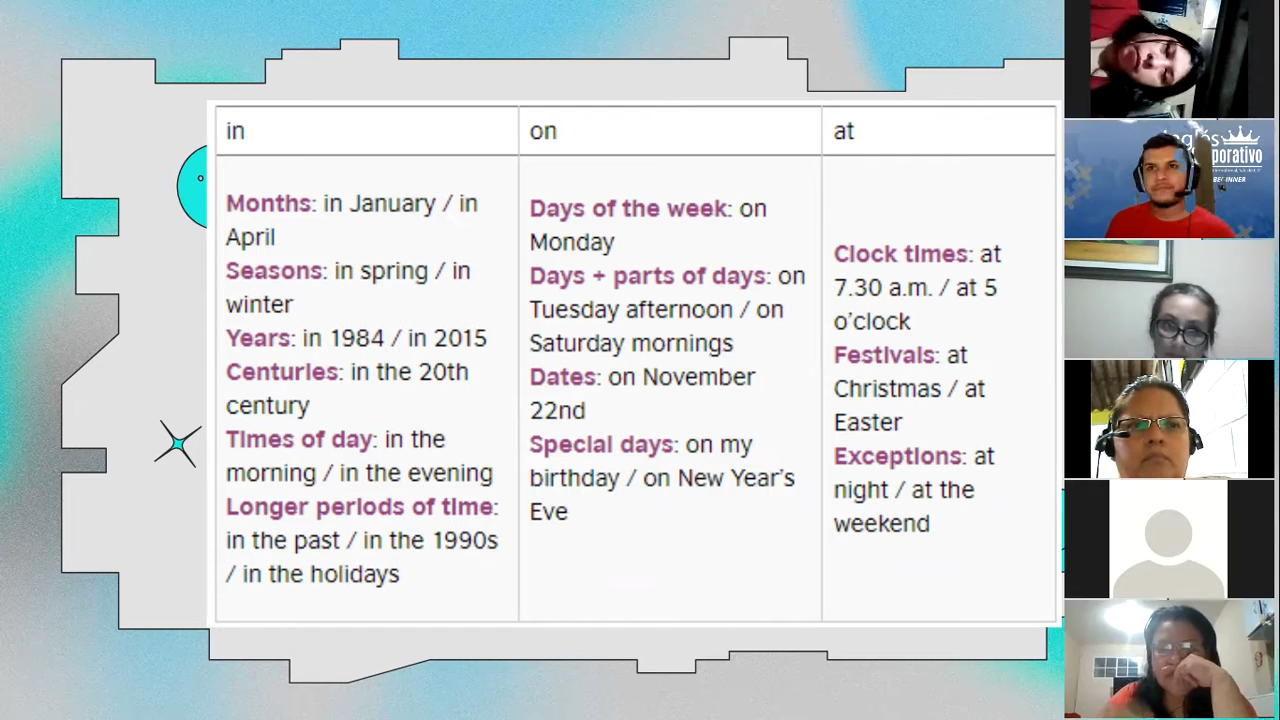 in
on
at
Months: in January / in
April
Seasons: in spring / in
winter
Years: in 1984 / in 2015
Centuries: in the 20th
century
Times of day: in the
morning / in the evening
Longer periods of time:
in the past / in the 1990s
/ in the holidays
Days of the week: on
Monday
Days + parts of days: on
Tuesday afternoon / on
Saturday mornings
Dates: on November
22nd
Special days: on my
birthday / on New Year's
Eve
Clock times: at
7.30 a.m. / at 5
o'clock
Festivals: at
Christmas / at
Easter
Exceptions: at
night / at the
weekend